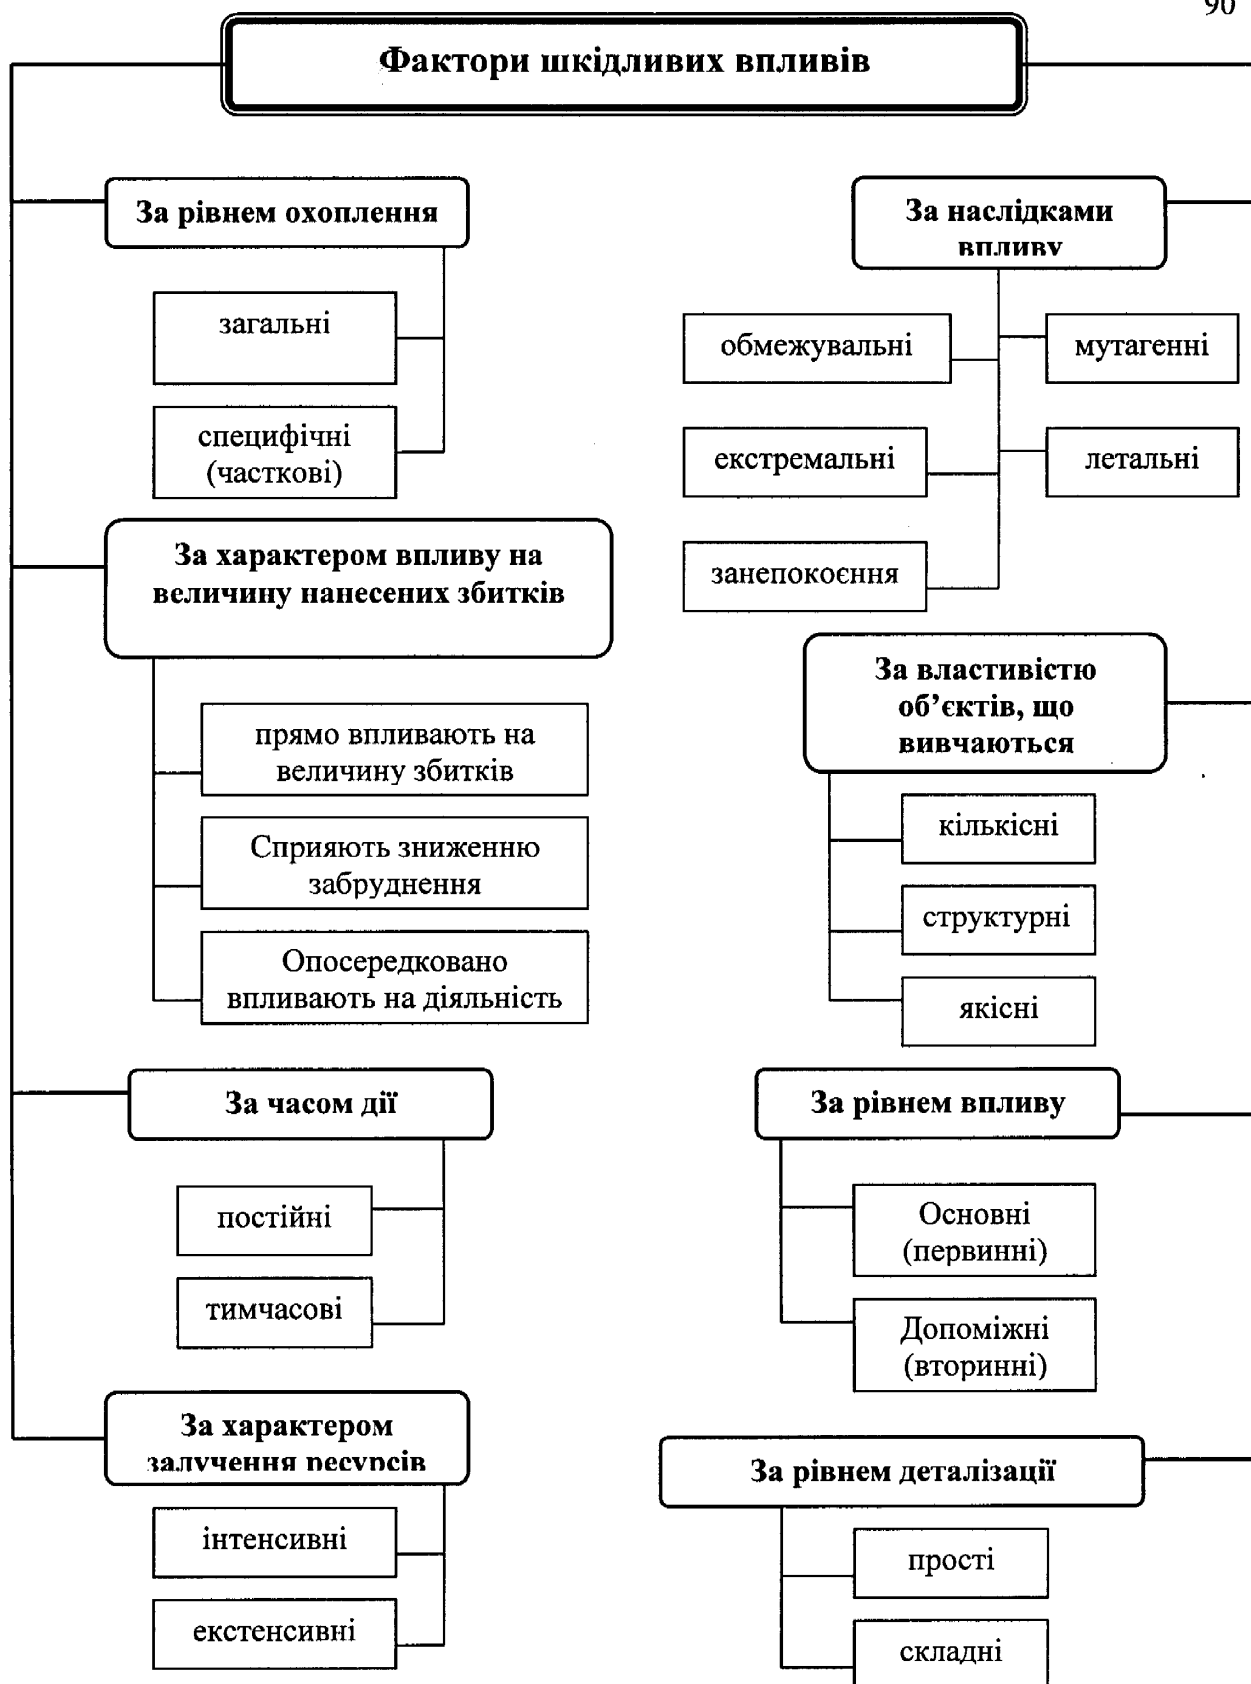 90
Фактори шкідливих впливів
За рівнем охоплення
загальні
специфічні
(часткові)
За характером впливу на
величину нанесених збитків
прямо впливають на
величину збитків
Сприяють зниженню
забруднення
Опосередковано
впливають на діяльність
За часом дії
постійні
тимчасові
За характером
залучення ресурсів
інтенсивні
екстенсивні
За наслідками
впливу
обмежувальні
мутагенні
екстремальні
летальні
занепокоєння
За властивістю
об’єктів, що
вивчаються
кількісні
структурні
якісні
За рівнем впливу
Основні
(первинні)
Допоміжні
(вторинні)
За рівнем деталізації
прості
складні